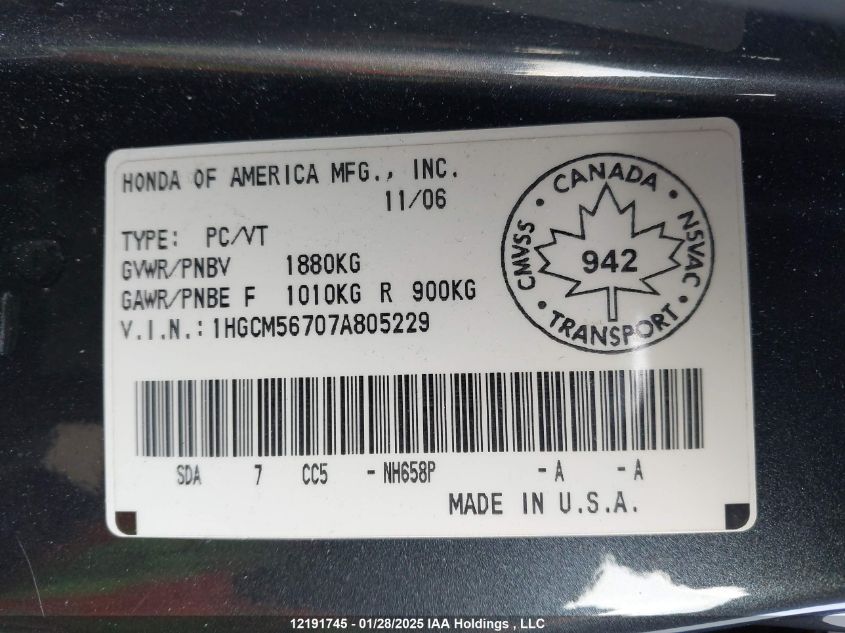 HONDA OF AMERICA MFG., INC.
11/06
TYPE: PC/VT
GVWR/PNBV 1880KG
GAWR/PNBE F 1010KG R 900KG
V.I.N.: 1HGCM56707A805229
CANADA
CMVSS
942
NSVAC
TRANSPORT
SDA 7 CC5 - NH658P - A - A
MADE IN U.S.A.
12191745 - 01/28/2025 IAA Holdings , LLC